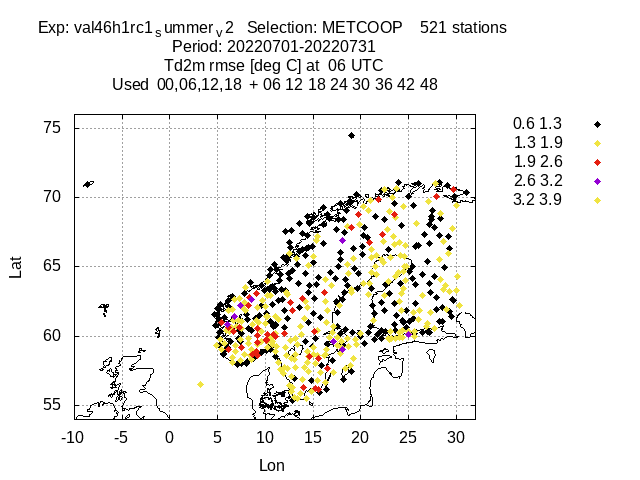 Exp: val46h1rc1ₛummerᵥ2 Selection: METCOOP 521 stations
Period: 20220701-20220731
Td2m rmse [deg C] at 06 UTC
Used 00,06,12,18 + 06 12 18 24 30 36 42 48
0.6 1.3
1.3 1.9
1.9 2.6
2.6 3.2
3.2 3.9
75
70
65
60
55
Lat
-10 -5 0 5 10 15 20 25 30
Lon